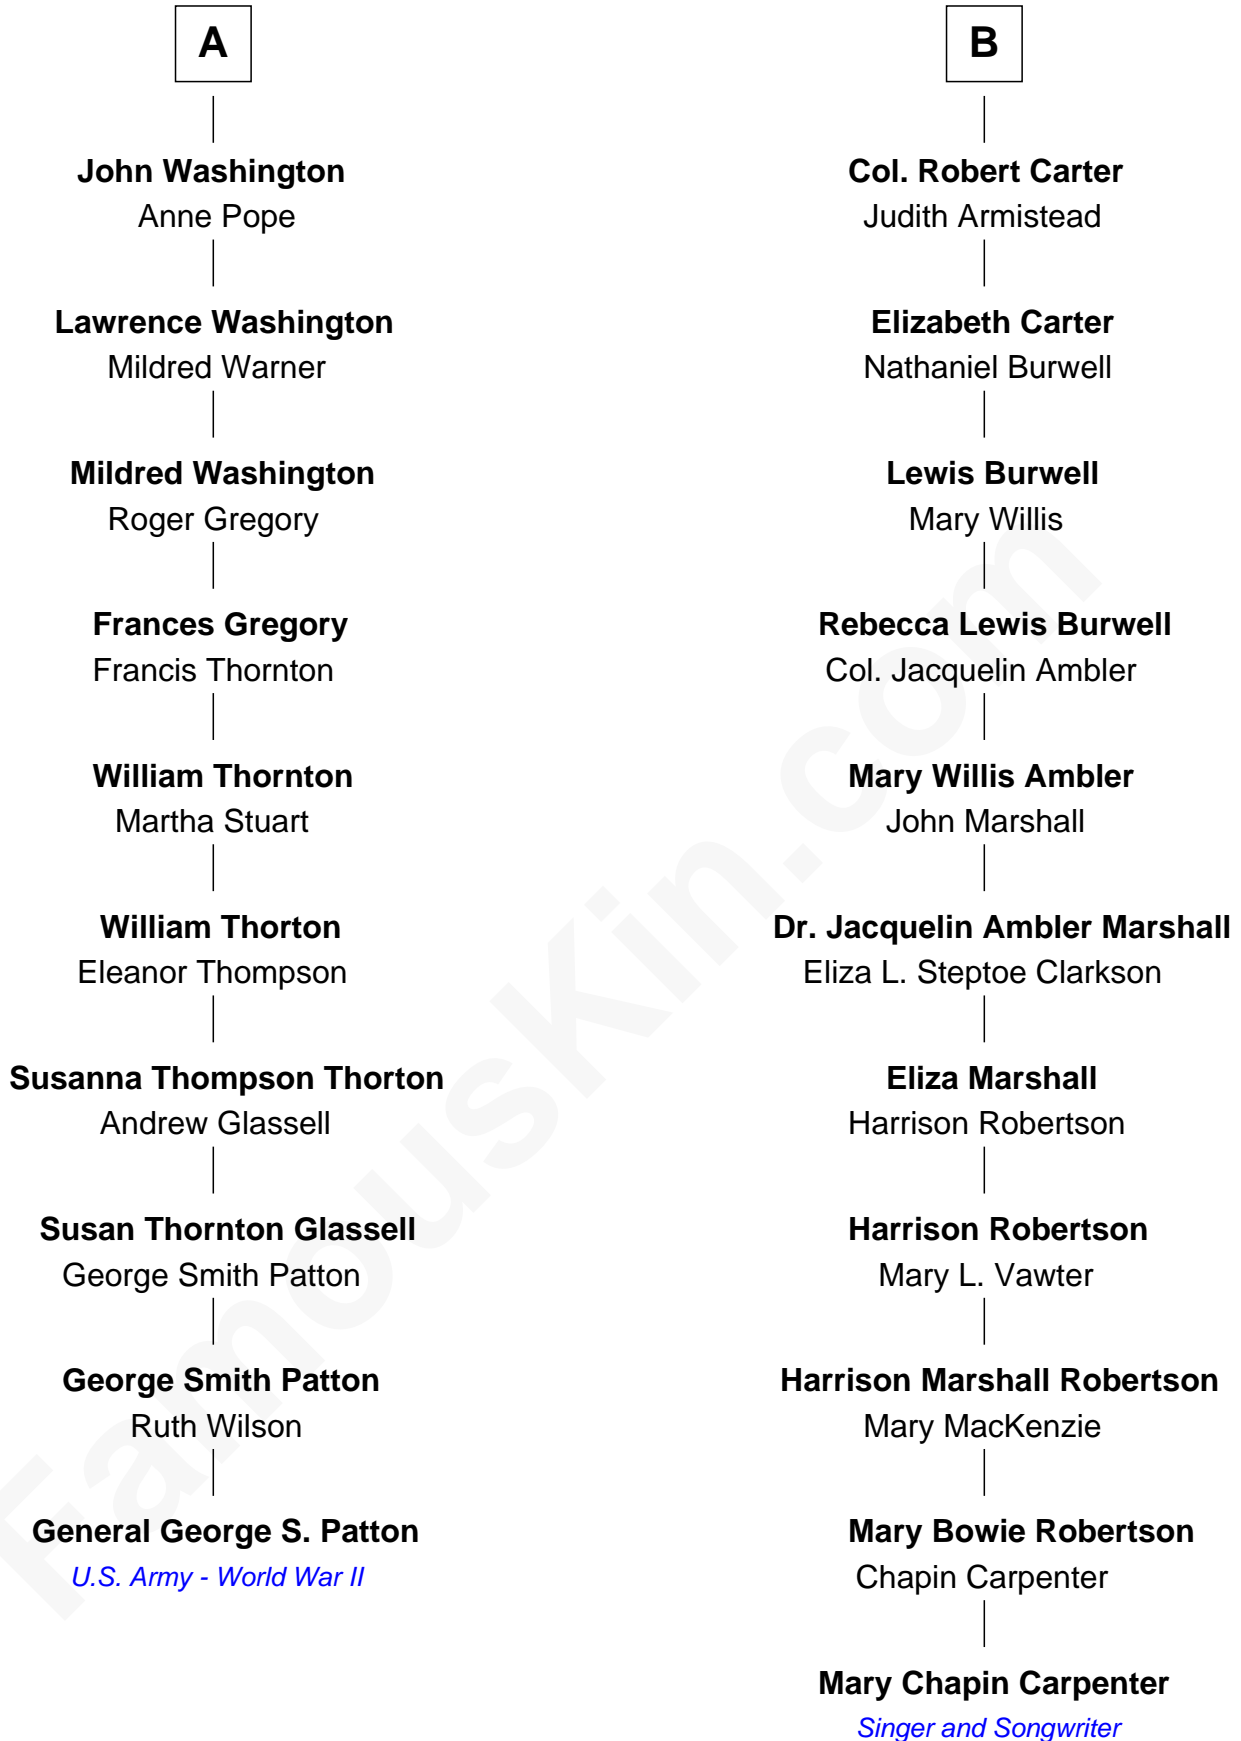 A
John Washington
Anne Pope
Lawrence Washington
Mildred Warner
Mildred Washington
Roger Gregory
Frances Gregory
Francis Thornton
William Thornton
Martha Stuart
William Thorton
Eleanor Thompson
Susanna Thompson Thorton
Andrew Glassell
Susan Thornton Glassell
George Smith Patton
George Smith Patton
Ruth Wilson
General George S. Patton
U.S. Army - World War II
B
Col. Robert Carter
Judith Armistead
Elizabeth Carter
Nathaniel Burwell
Lewis Burwell
Mary Willis
Rebecca Lewis Burwell
Col. Jacquelin Ambler
Mary Willis Ambler
John Marshall
Dr. Jacquelin Ambler Marshall
Eliza L. Steptoe Clarkson
Eliza Marshall
Harrison Robertson
Harrison Robertson
Mary L. Vawter
Harrison Marshall Robertson
Mary MacKenzie
Mary Bowie Robertson
Chapin Carpenter
Mary Chapin Carpenter
Singer and Songwriter
FamousKin.com